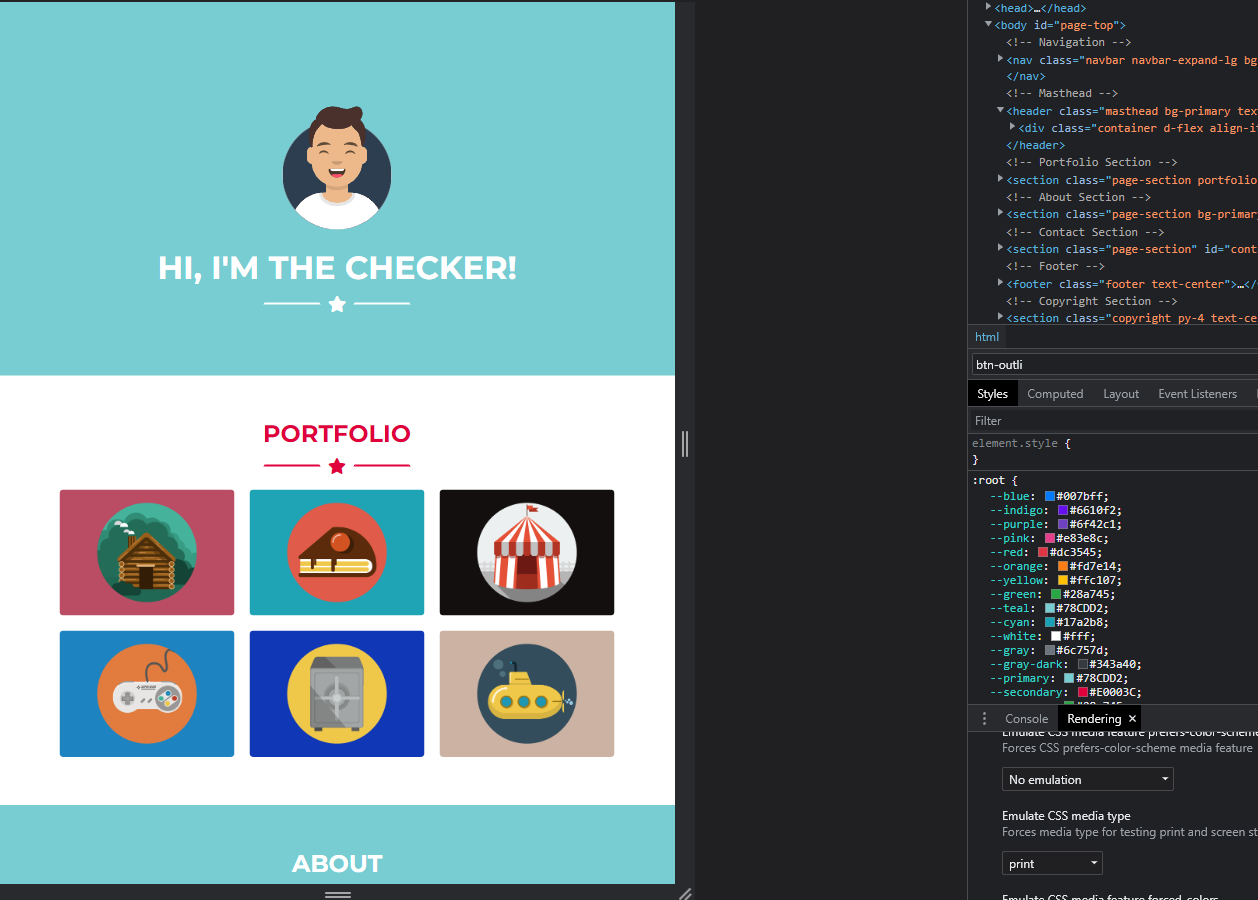 HI, I'M THE CHECKER!
PORTFOLIO
ABOUT
<head>…</head>
<body id="page-top">
<!-- Navigation -->
<nav class="navbar navbar-expand-lg bg
</nav>
<!-- Masthead -->
<header class="masthead bg-primary tex
<div class="container d-flex align-it
</header>
<!-- Portfolio Section -->
<section class="page-section portfolio
<!-- About Section -->
<section class="page-section bg-primary
<!-- Contact Section -->
<section class="page-section" id="cont
<!-- Footer -->
<footer class="footer text-center">…</
<!-- Copyright Section -->
<section class="copyright py-4 text-ce
html
btn-outli
Styles Computed Layout Event Listeners
Filter
element.style {
}
:root {
--blue: #007bff;
--indigo: #6610f2;
--purple: #6f42c1;
--pink: #e83e8c;
--red: #dc3545;
--orange: #fd7e14;
--yellow: #ffc107;
--green: #28a745;
--teal: #78CDD2;
--cyan: #17a2b8;
--white: #fff;
--gray: #6c757d;
--gray-dark: #343a40;
--primary: #78CDD2;
--secondary: #E0003C;
Console Rendering ×
Emulate CSS media feature prefers-color-scheme
Forces CSS prefers-color-scheme media feature
No emulation
Emulate CSS media type
Forces media type for testing print and screen st
print
Emulate CSS media feature forced-colors